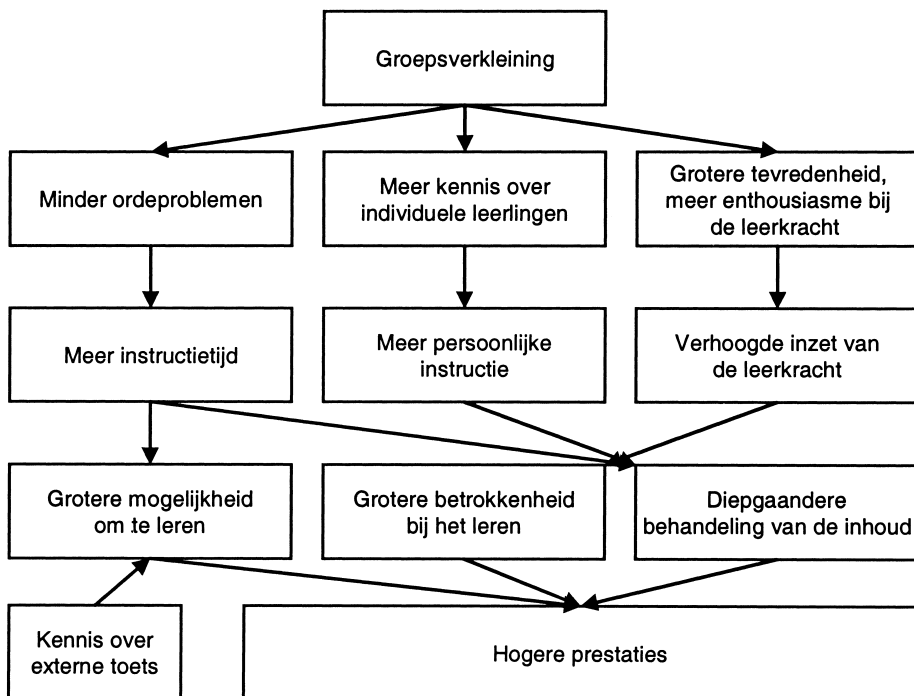 Groepsverkleining
Minder ordeproblemen
Meer kennis over
individuele leerlingen
Grotere tevredenheid,
meer enthousiasme bij
de leerkracht
Meer instructietijd
Meer persoonlijke
instructie
Verhoogde inzet van
de leerkracht
Grotere mogelijkheid
om te leren
Grotere betrokkenheid
bij het leren
Diepgaandere
behandeling van de inhoud
Kennis over
externe toets
Hogere prestaties